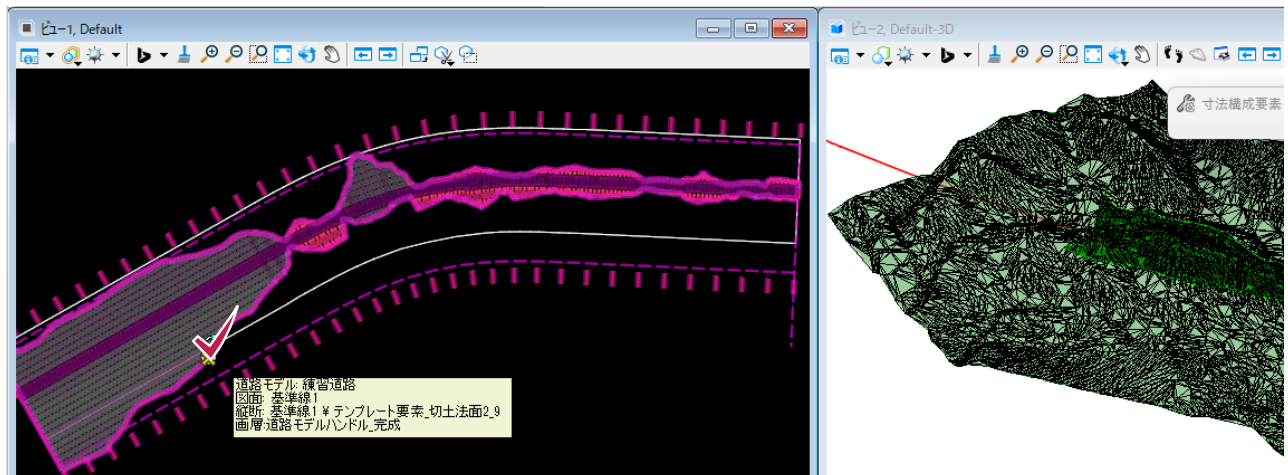 ビュー1, Default
ビュー2, Default-3D
寸法構成要素
道路モデル: 練習道路
図面: 基準線1
縦断: 基準線1 ¥ テンプレート要素_切土法面2_9
画層:道路モデルハンドル_完成